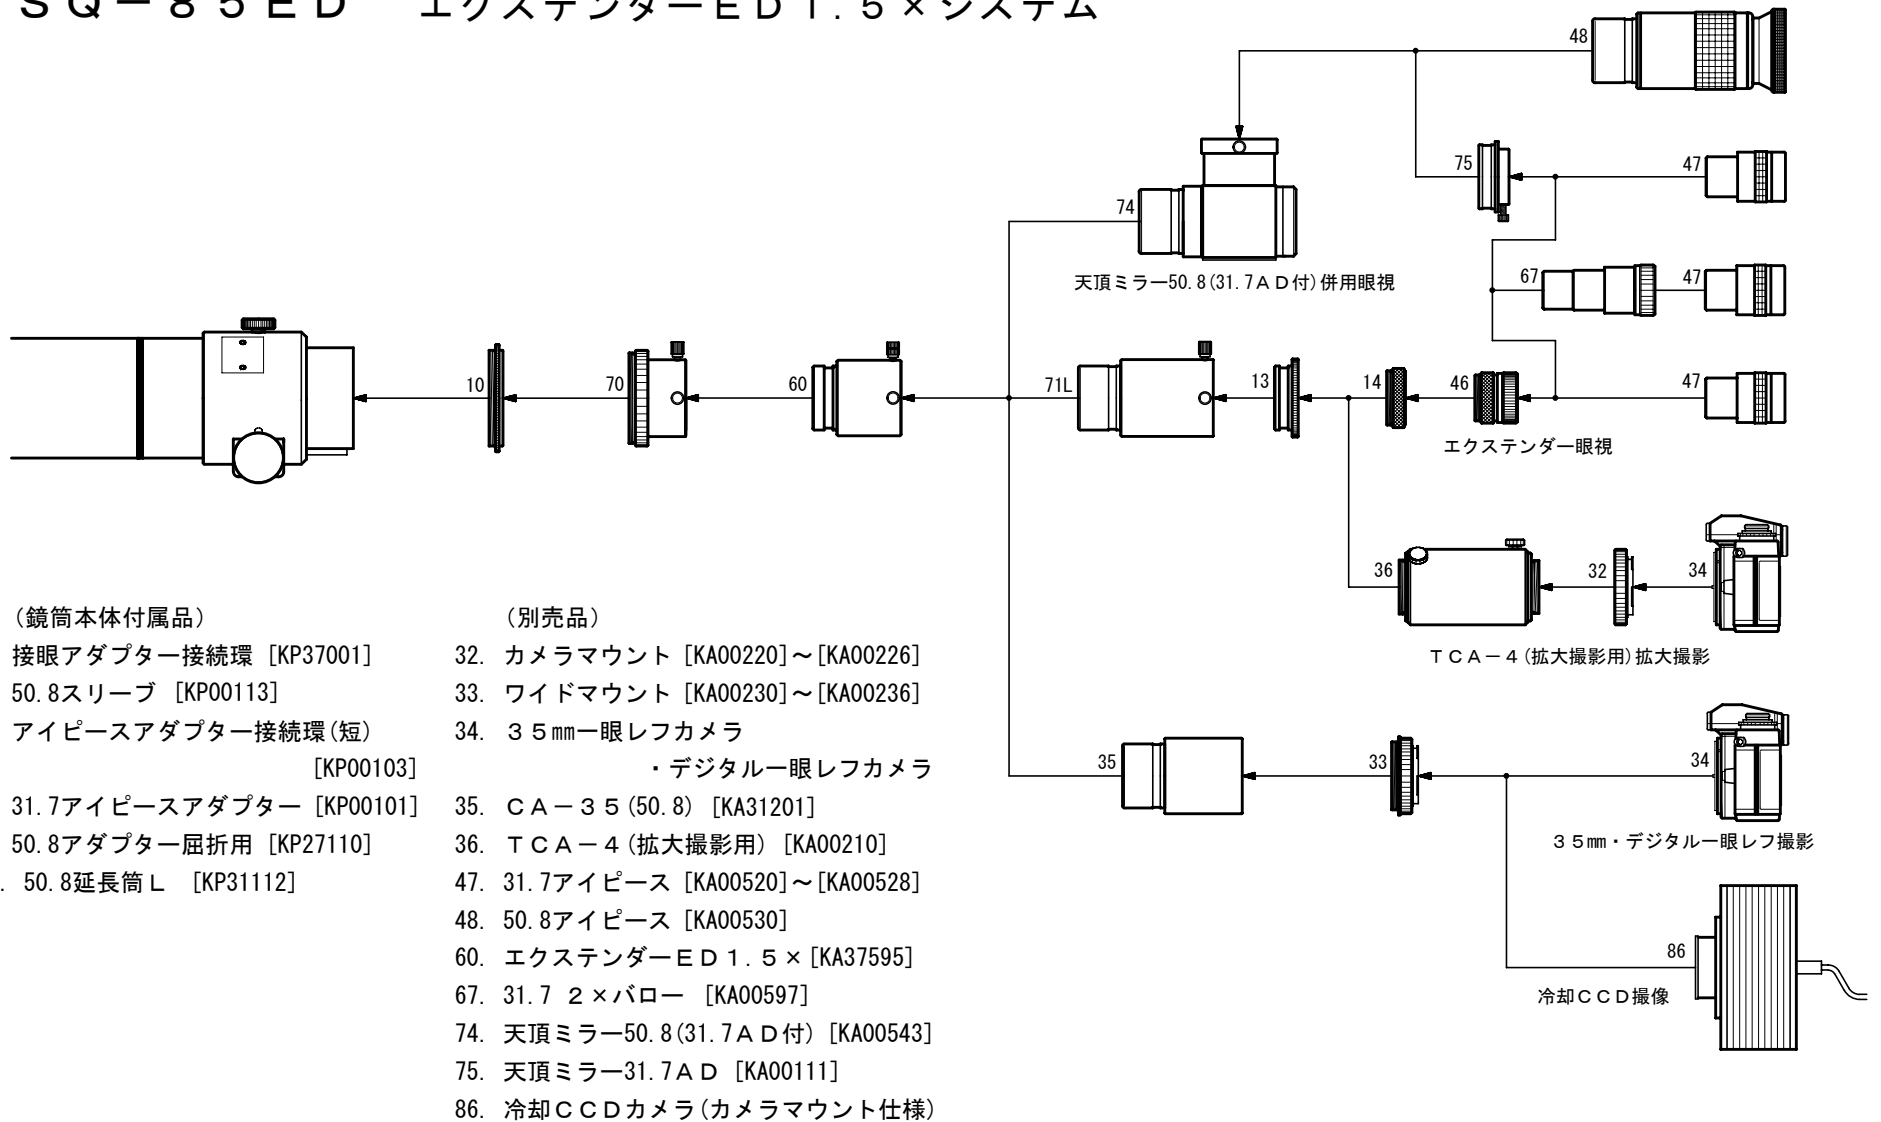 ＳＱ－８５ＥＤ　エクステンダーＥＤ１.５×システム
48
75
47
74
天頂ミラー50.8(31.7ＡＤ付)併用眼視
67
47
10
70
60
71L
13
14
46
47
エクステンダー眼視
36
32
34
ＴＣＡ－４(拡大撮影用)拡大撮影
35
33
34
３５㎜・デジタル一眼レフ撮影
86
冷却ＣＣＤ撮像
(鏡筒本体付属品)
接眼アダプター接続環 [KP37001]
50.8スリーブ [KP00113]
アイピースアダプター接続環(短)
[KP00103]
31.7アイピースアダプター [KP00101]
50.8アダプター屈折用 [KP27110]
. 50.8延長筒Ｌ [KP31112]
(別売品)
32. カメラマウント [KA00220]～[KA00226]
33. ワイドマウント [KA00230]～[KA00236]
34. ３５㎜一眼レフカメラ
・デジタル一眼レフカメラ
35. ＣＡ－３５(50.8) [KA31201]
36. ＴＣＡ－４(拡大撮影用) [KA00210]
47. 31.7アイピース [KA00520]～[KA00528]
48. 50.8アイピース [KA00530]
60. エクステンダーＥＤ１.５×[KA37595]
67. 31.7 ２×バロー [KA00597]
74. 天頂ミラー50.8(31.7ＡＤ付) [KA00543]
75. 天頂ミラー31.7ＡＤ [KA00111]
86. 冷却ＣＣＤカメラ(カメラマウント仕様)